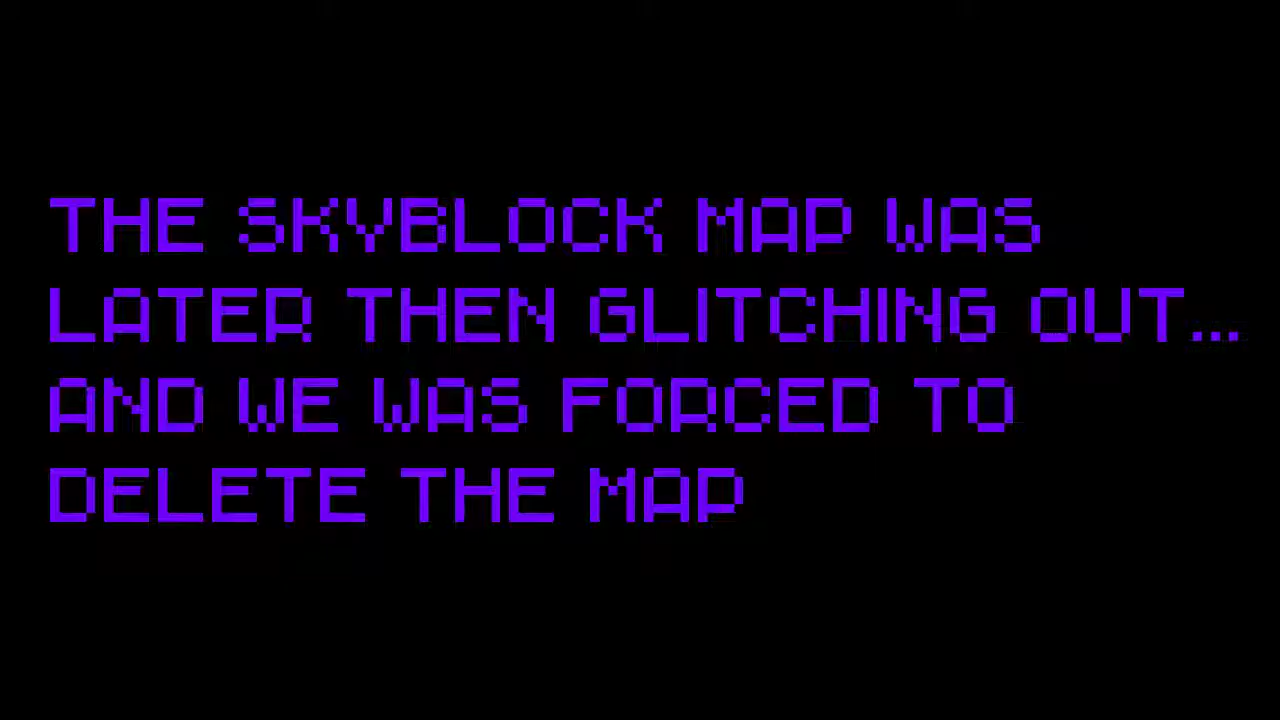 THE SKYBLOCK MAP WAS
LATER THEN GLITCHING OUT...
AND WE WAS FORCED TO
DELETE THE MAP